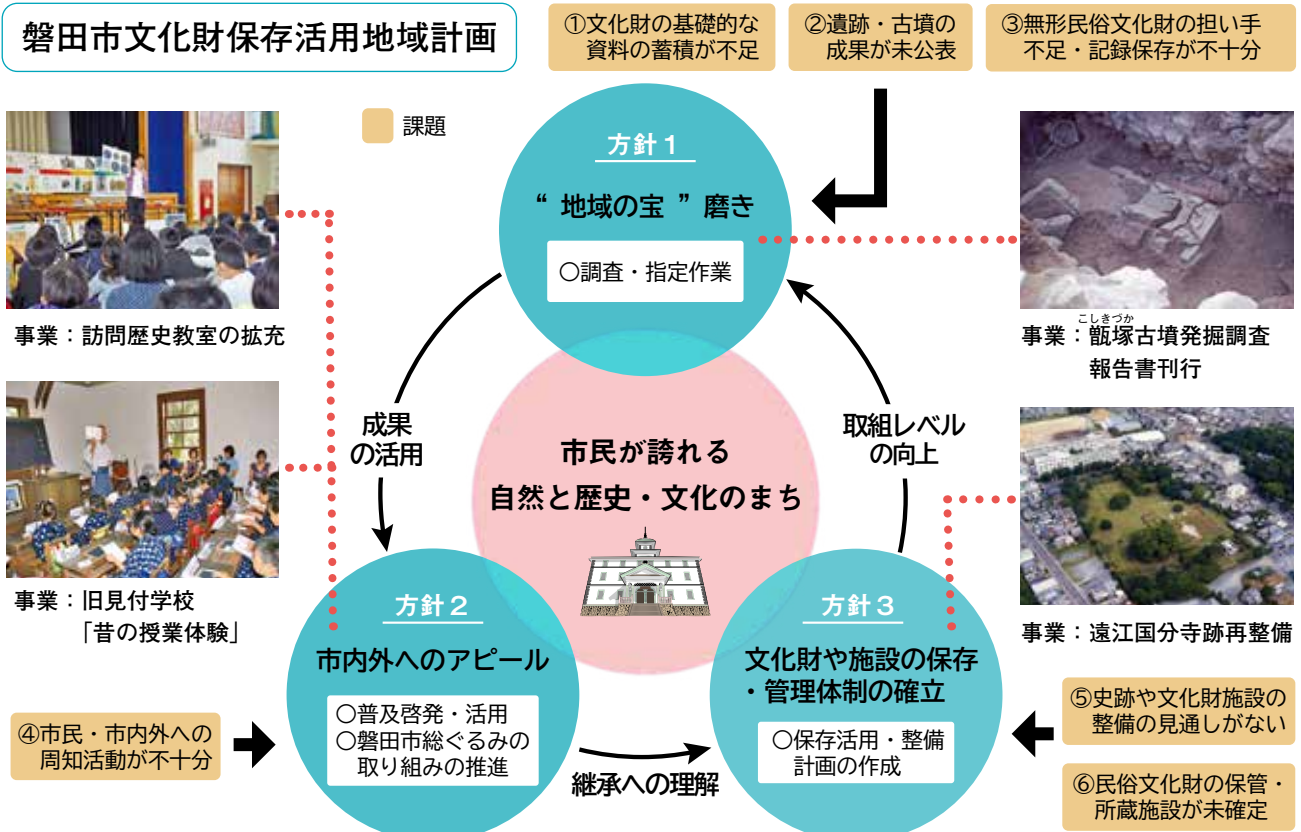 磐田市文化財保存活用地域計画
①文化財の基礎的な
資料の蓄積が不足
②遺跡・古墳の
成果が未公表
③無形民俗文化財の担い手
不足・記録保存が不十分
課題
方針1
“地域の宝”磨き
○調査・指定作業
事業：訪問歴史教室の拡充
こしきづか
事業：甑塚古墳発掘調査
報告書刊行
成果
の活用
取組レベル
の向上
市民が誇れる
自然と歴史・文化のまち
事業：旧見付学校
「昔の授業体験」
事業：遠江国分寺跡再整備
方針2
市内外へのアピール
○普及啓発・活用
○磐田市総ぐるみの
取り組みの推進
方針3
文化財や施設の保存
・管理体制の確立
○保存活用・整備
計画の作成
④市民・市内外への
周知活動が不十分
継承への理解
⑤史跡や文化財施設の
整備の見通しがない
⑥民俗文化財の保管・
所蔵施設が未確定